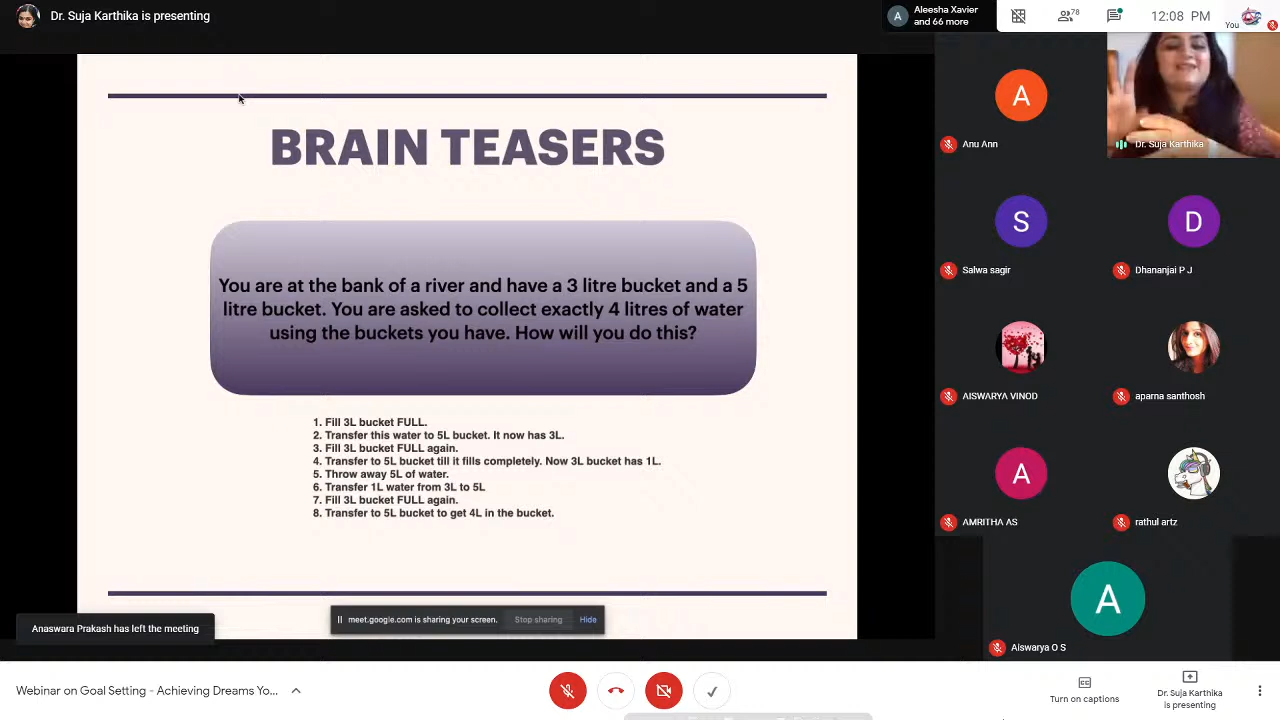 Dr. Suja Karthika is presenting
Aleesha Xavier
and 66 more
A
78
12:08 PM
You
BRAIN TEASERS
You are at the bank of a river and have a 3 litre bucket and a 5
litre bucket. You are asked to collect exactly 4 litres of water
using the buckets you have. How will you do this?
1. Fill 3L bucket FULL.
2. Transfer this water to 5L bucket. It now has 3L.
3. Fill 3L bucket FULL again.
4. Transfer to 5L bucket till it fills completely. Now 3L bucket has 1L.
5. Throw away 5L of water.
6. Transfer 1L water from 3L to 5L
7. Fill 3L bucket FULL again.
8. Transfer to 5L bucket to get 4L in the bucket.
A
Anu Ann
Dr. Suja Karthika
S
Salwa sagir
D
Dhananjai P J
AISWARYA VINOD
aparna santhosh
A
AMRITHA AS
rathul artz
A
Aiswarya O S
meet.google.com is sharing your screen.
Stop sharing
Hide
Anaswara Prakash has left the meeting
Webinar on Goal Setting - Achieving Dreams Yo...
Turn on captions
Dr. Suja Karthika
is presenting